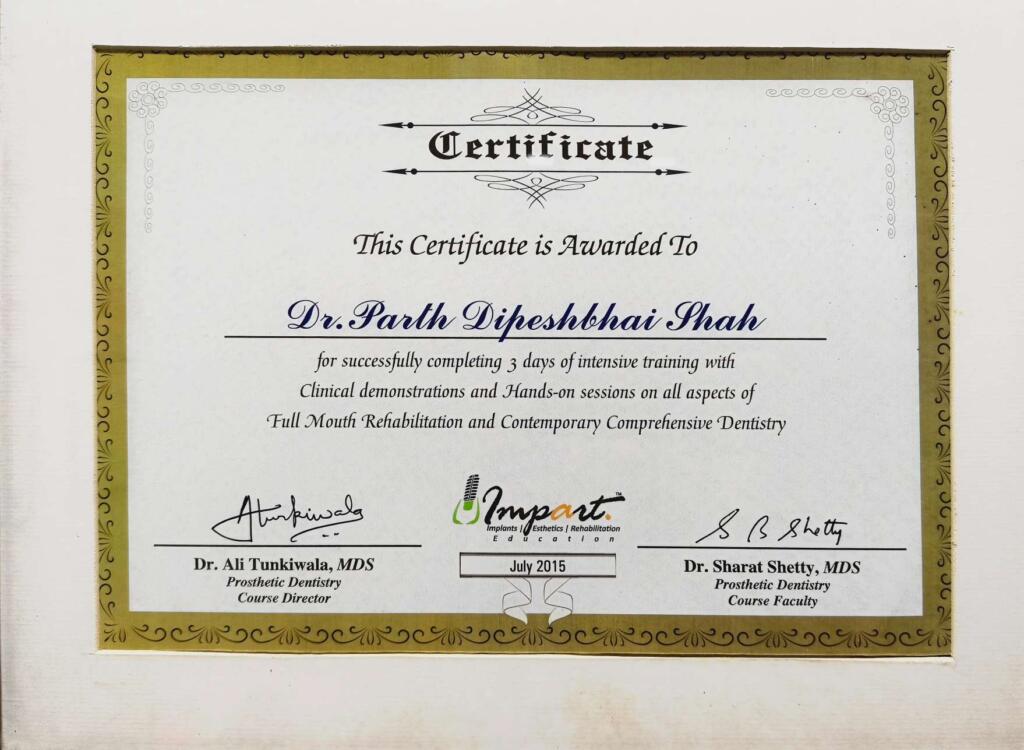 Certificate
This Certificate is Awarded To
Dr. Parth Dipeshbhai Shah
for successfully completing 3 days of intensive training with
Clinical demonstrations and Hands-on sessions on all aspects of
Full Mouth Rehabilitation and Contemporary Comprehensive Dentistry
ATunkiwala
Impart.™
Implants | Esthetics | Rehabilitation
Education
July 2015
S B Shetty
Dr. Ali Tunkiwala, MDS
Prosthetic Dentistry
Course Director
Dr. Sharat Shetty, MDS
Prosthetic Dentistry
Course Faculty